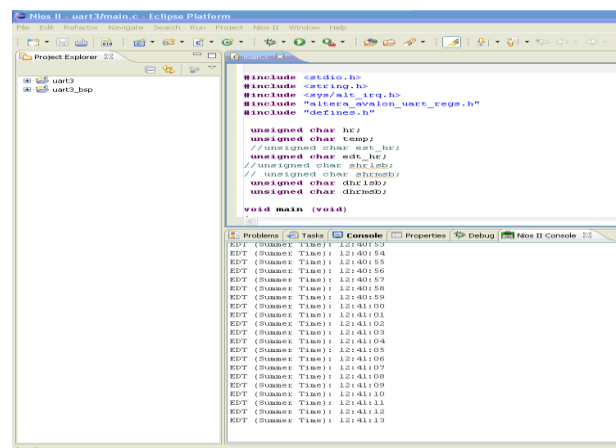 Nios II - uart3/main.c - Eclipse Platform
File Edit Refactor Navigate Search Run Project Nios II Window Help
Project Explorer
main.c
uart3
uart3_bsp
#include <stdio.h>
#include <string.h>
#include <sys/alt_irq.h>
#include "altera_avalon_uart_regs.h"
#include "defines.h"
unsigned char hr;
unsigned char temp;
//unsigned char est_hr;
unsigned char edt_hr;
//unsigned char shrlsb;
// unsigned char shrmsb;
unsigned char dhrlsb;
unsigned char dhrmsb;
void main (void)
Problems Tasks Console Properties Debug Nios II Console
EDT (Summer Time): 12:40:53
EDT (Summer Time): 12:40:54
EDT (Summer Time): 12:40:55
EDT (Summer Time): 12:40:56
EDT (Summer Time): 12:40:57
EDT (Summer Time): 12:40:58
EDT (Summer Time): 12:40:59
EDT (Summer Time): 12:41:00
EDT (Summer Time): 12:41:01
EDT (Summer Time): 12:41:02
EDT (Summer Time): 12:41:03
EDT (Summer Time): 12:41:04
EDT (Summer Time): 12:41:05
EDT (Summer Time): 12:41:06
EDT (Summer Time): 12:41:07
EDT (Summer Time): 12:41:08
EDT (Summer Time): 12:41:09
EDT (Summer Time): 12:41:10
EDT (Summer Time): 12:41:11
EDT (Summer Time): 12:41:12
EDT (Summer Time): 12:41:13